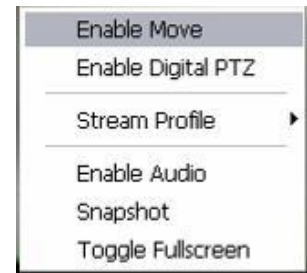 Enable Move
Enable Digital PTZ
Stream Profile
Enable Audio
Snapshot
Toggle Fullscreen